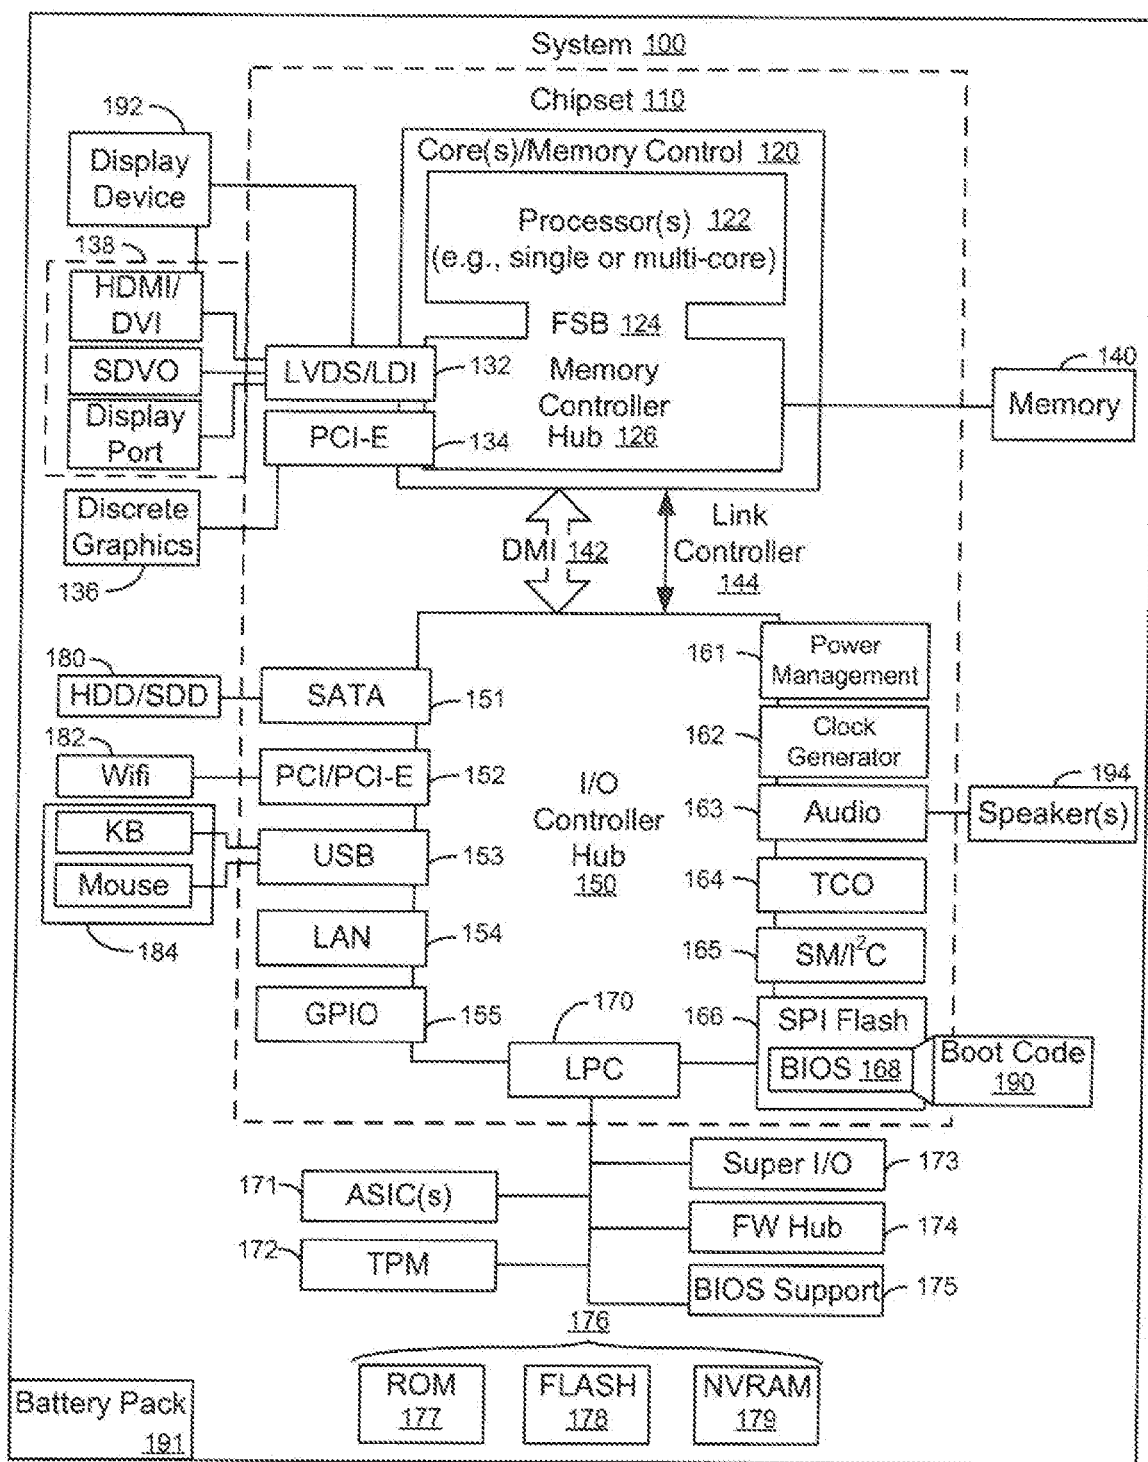 System 100
Chipset 110
192
Display
Device
Core(s)/Memory Control 120
Processor(s) 122
(e.g., single or multi-core)
138
HDMI/
DVI
SDVO
Display
Port
FSB 124
LVDS/LDI
132
PCI-E
134
Memory
Controller
Hub 126
140
Memory
Discrete
Graphics
136
DMI 142
Link
Controller
144
180
HDD/SDD
SATA
151
182
Wifi
PCI/PCI-E
152
KB
Mouse
184
USB
153
LAN
154
GPIO
155
I/O
Controller
Hub
150
161
Power
Management
162
Clock
Generator
163
Audio
194
Speaker(s)
164
TCO
165
SM/I²C
166
SPI Flash
BIOS 168
Boot Code
190
170
LPC
171
ASIC(s)
172
TPM
Super I/O
173
FW Hub
174
BIOS Support
175
176
ROM
177
FLASH
178
NVRAM
179
Battery Pack
191